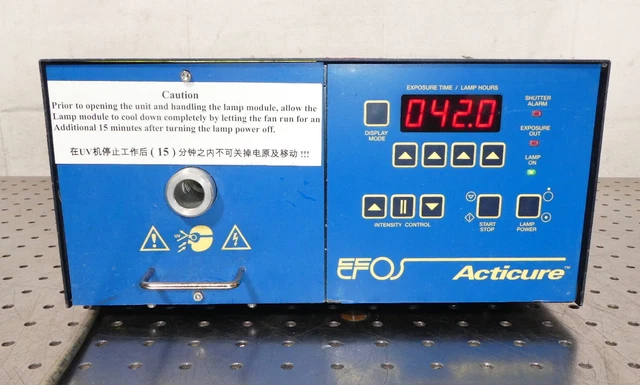 Caution
Prior to opening the unit and handling the lamp module, allow the
Lamp module to cool down completely by letting the fan run for an
Additional 15 minutes after turning the lamp power off.
在UV机停止工作后 ( 15 ) 分钟之内不可关掉电原及移动 !!!
UV
EXPOSURE TIME / LAMP HOURS
042.0
DISPLAY
MODE
SHUTTER
ALARM
EXPOSURE OUT
LAMP
ON
INTENSITY CONTROL
START
STOP
LAMP
POWER
EFOS
Acticure™